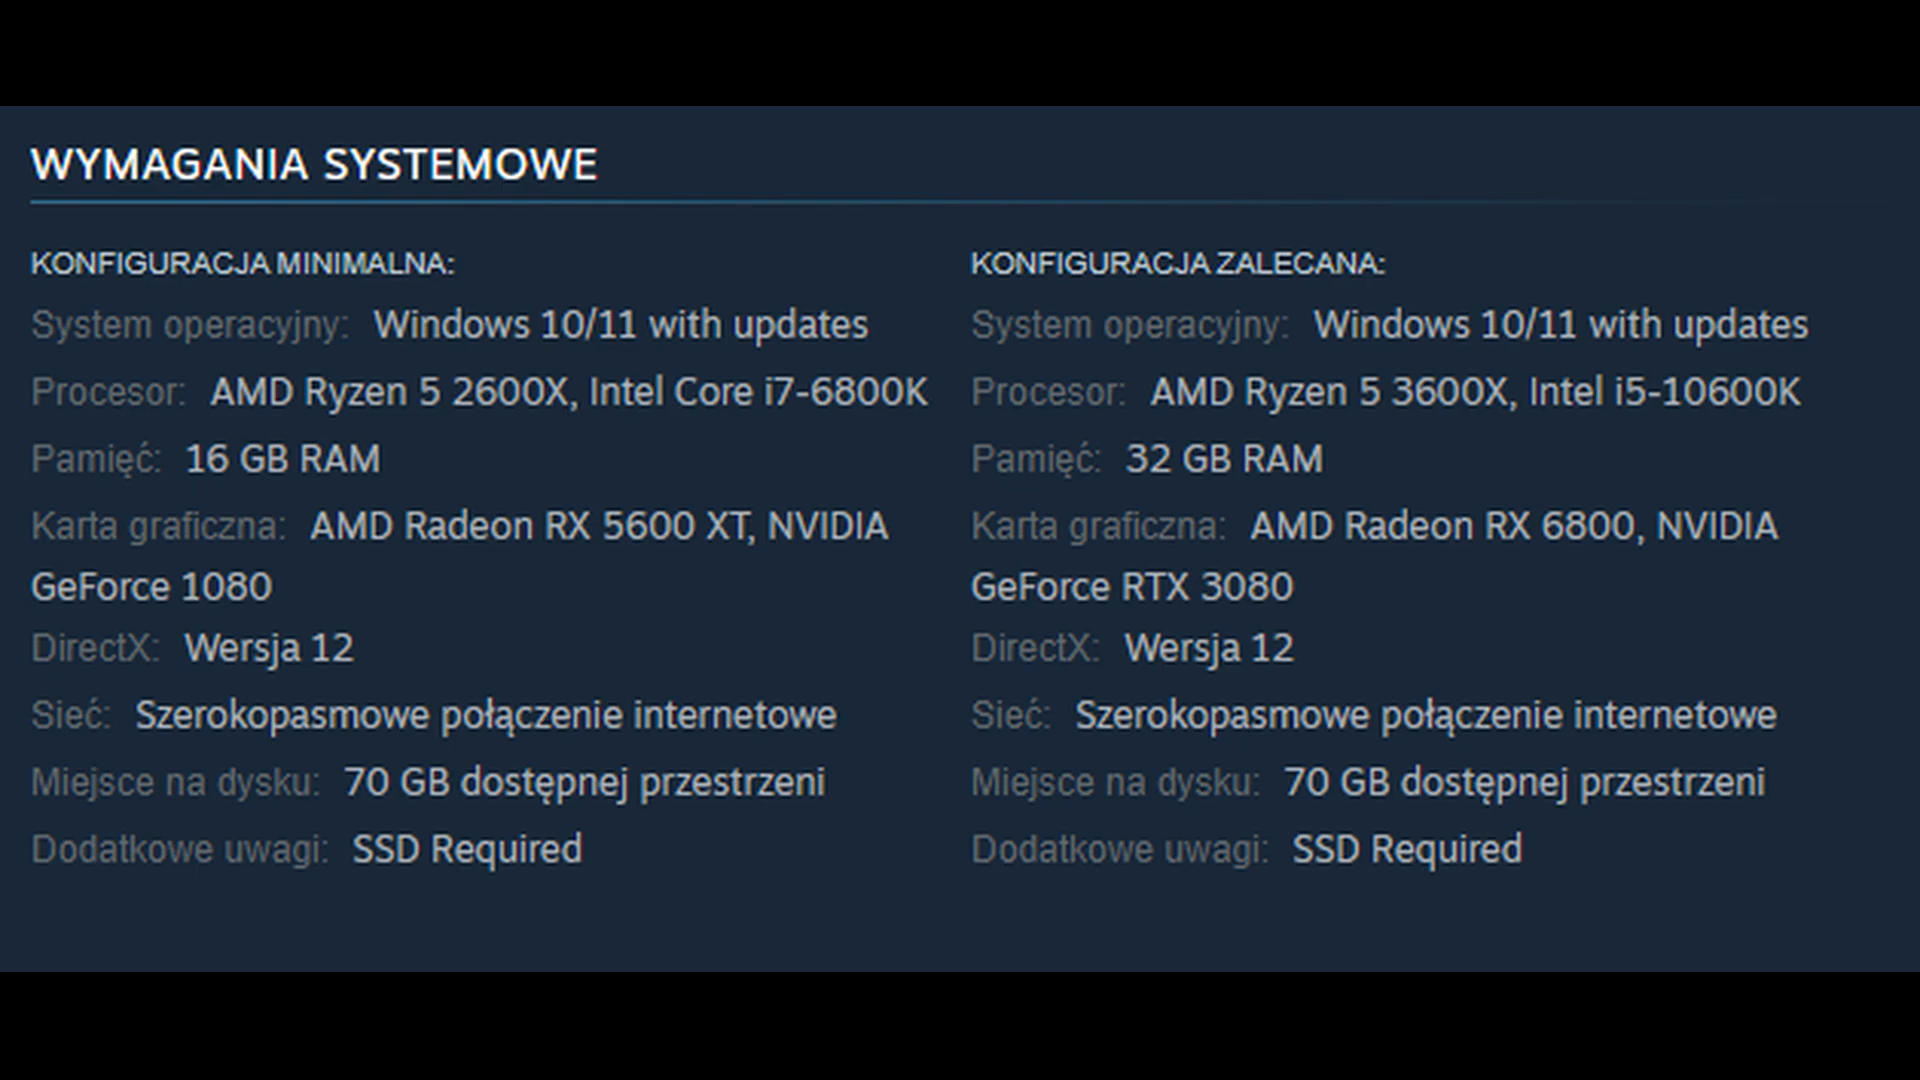 WYMAGANIA SYSTEMOWE
KONFIGURACJA MINIMALNA:
System operacyjny: Windows 10/11 with updates
Procesor: AMD Ryzen 5 2600X, Intel Core i7-6800K
Pamięć: 16 GB RAM
Karta graficzna: AMD Radeon RX 5600 XT, NVIDIA
GeForce 1080
DirectX: Wersja 12
Sieć: Szerokopasmowe połączenie internetowe
Miejsce na dysku: 70 GB dostępnej przestrzeni
Dodatkowe uwagi: SSD Required
KONFIGURACJA ZALECANA:
System operacyjny: Windows 10/11 with updates
Procesor: AMD Ryzen 5 3600X, Intel i5-10600K
Pamięć: 32 GB RAM
Karta graficzna: AMD Radeon RX 6800, NVIDIA
GeForce RTX 3080
DirectX: Wersja 12
Sieć: Szerokopasmowe połączenie internetowe
Miejsce na dysku: 70 GB dostępnej przestrzeni
Dodatkowe uwagi: SSD Required